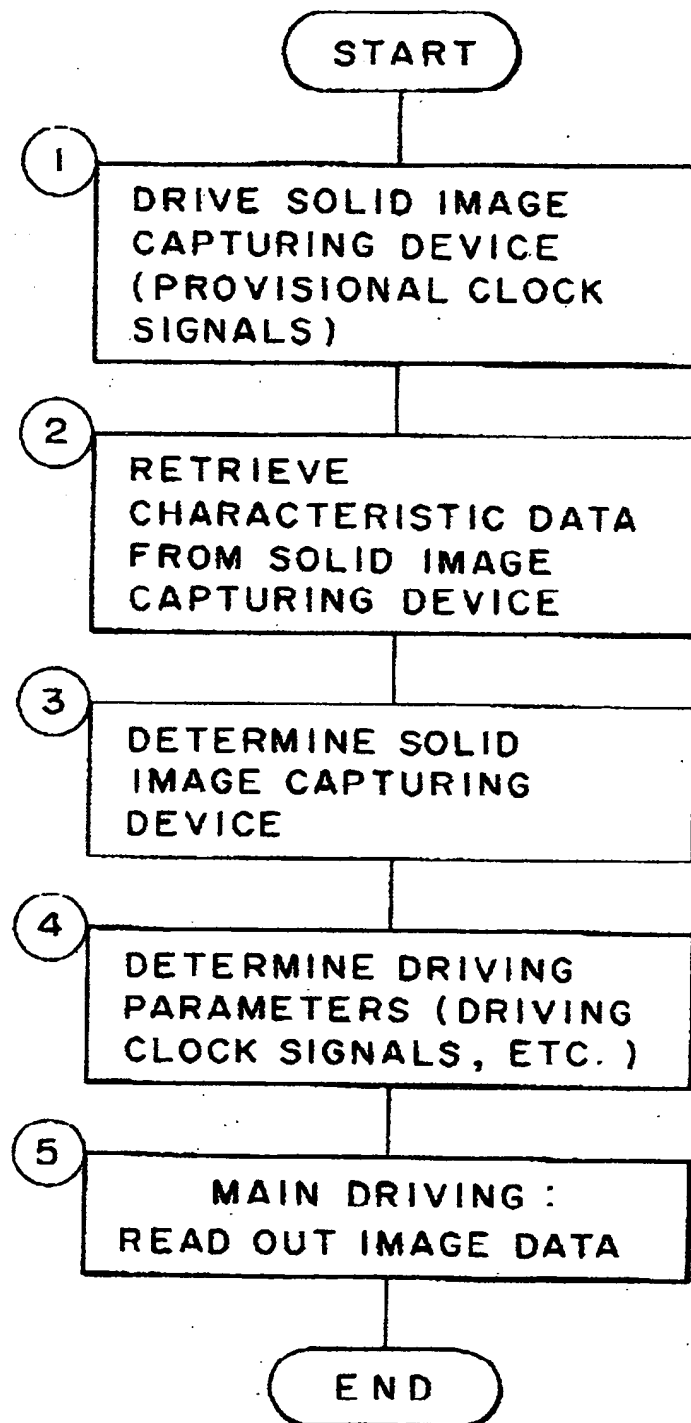 START
1
DRIVE SOLID IMAGE
CAPTURING DEVICE
(PROVISIONAL CLOCK
SIGNALS)
2
RETRIEVE
CHARACTERISTIC DATA
FROM SOLID IMAGE
CAPTURING DEVICE
3
DETERMINE SOLID
IMAGE CAPTURING
DEVICE
4
DETERMINE DRIVING
PARAMETERS (DRIVING
CLOCK SIGNALS, ETC.)
5
MAIN DRIVING:
READ OUT IMAGE DATA
END